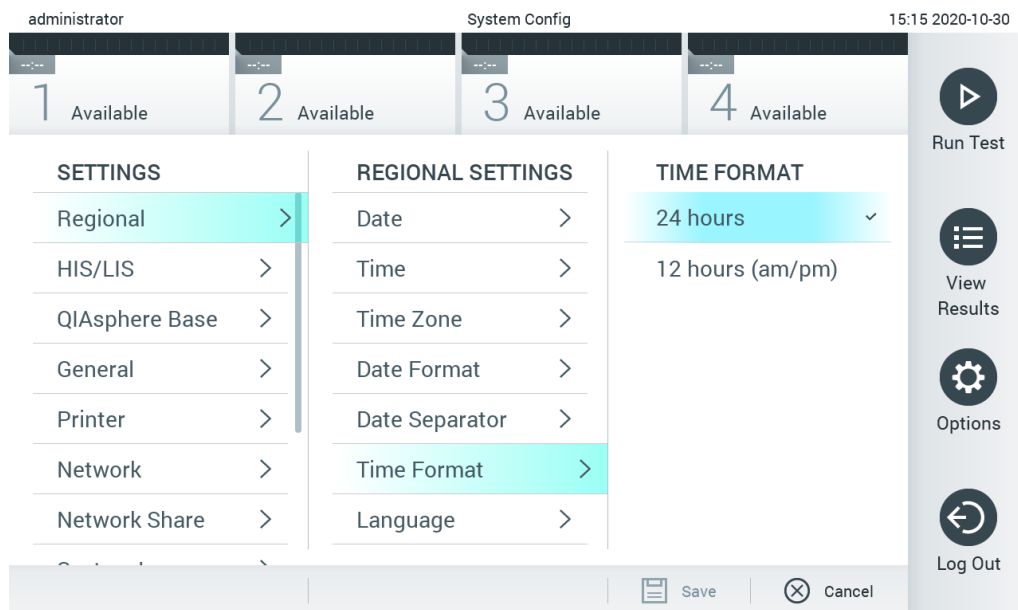 administrator
System Config
15:15 2020-10-30
--:--
--:--
--:--
--:--
1 Available
2 Available
3 Available
4 Available
Run Test
View
Results
Options
Log Out
SETTINGS
Regional
HIS/LIS
QIAsphere Base
General
Printer
Network
Network Share
REGIONAL SETTINGS
Date
Time
Time Zone
Date Format
Date Separator
Time Format
Language
TIME FORMAT
24 hours
12 hours (am/pm)
Save
Cancel